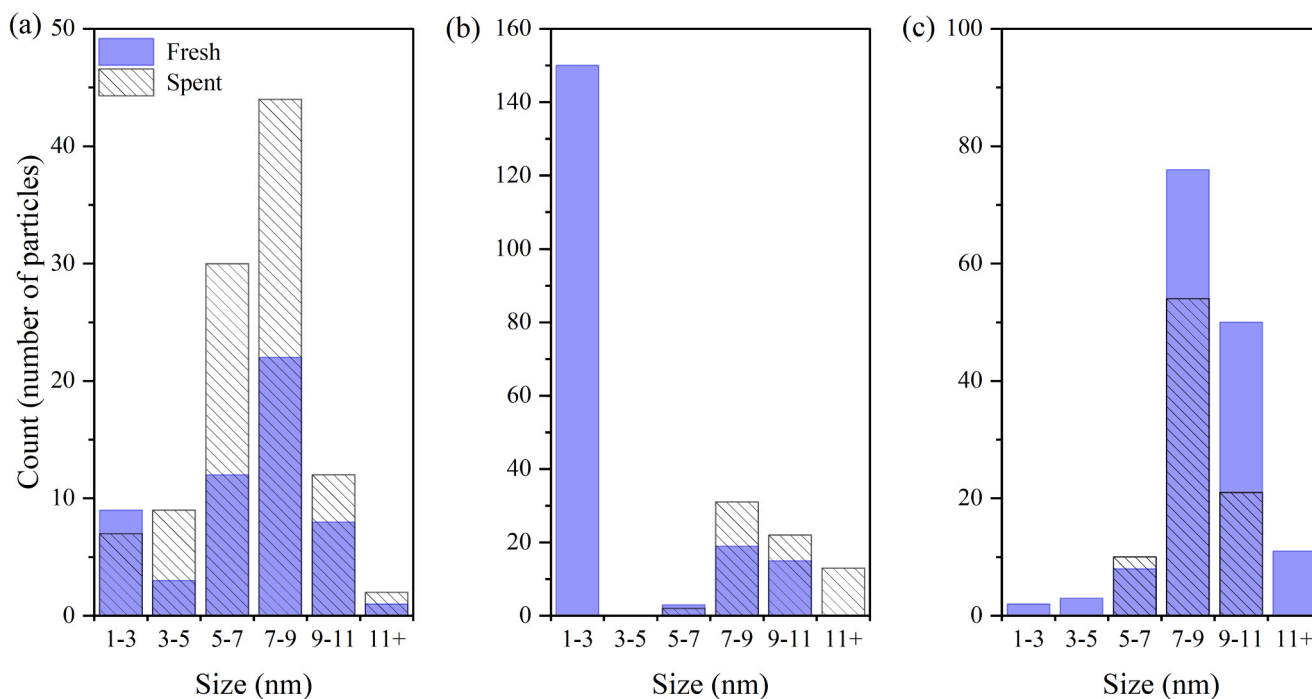 (a)
Fresh
Spent
50
40
30
20
10
0
Count (number of particles)
1-3 3-5 5-7 7-9 9-11 11+
Size (nm)
(b)
160
140
120
100
80
60
40
20
0
1-3 3-5 5-7 7-9 9-11 11+
Size (nm)
(c)
100
80
60
40
20
0
1-3 3-5 5-7 7-9 9-11 11+
Size (nm)